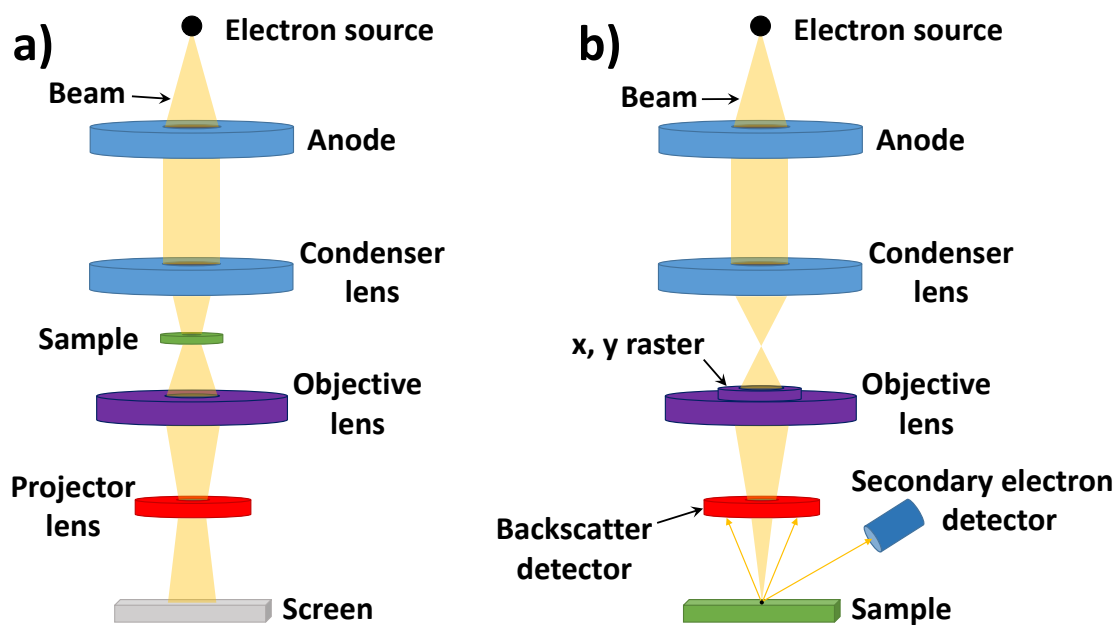 a)
Electron source
Beam
Anode
Condenser
lens
Sample
Objective
lens
Projector
lens
Screen
b)
Electron source
Beam
Anode
Condenser
lens
x, y raster
Objective
lens
Secondary electron
detector
Backscatter
detector
Sample